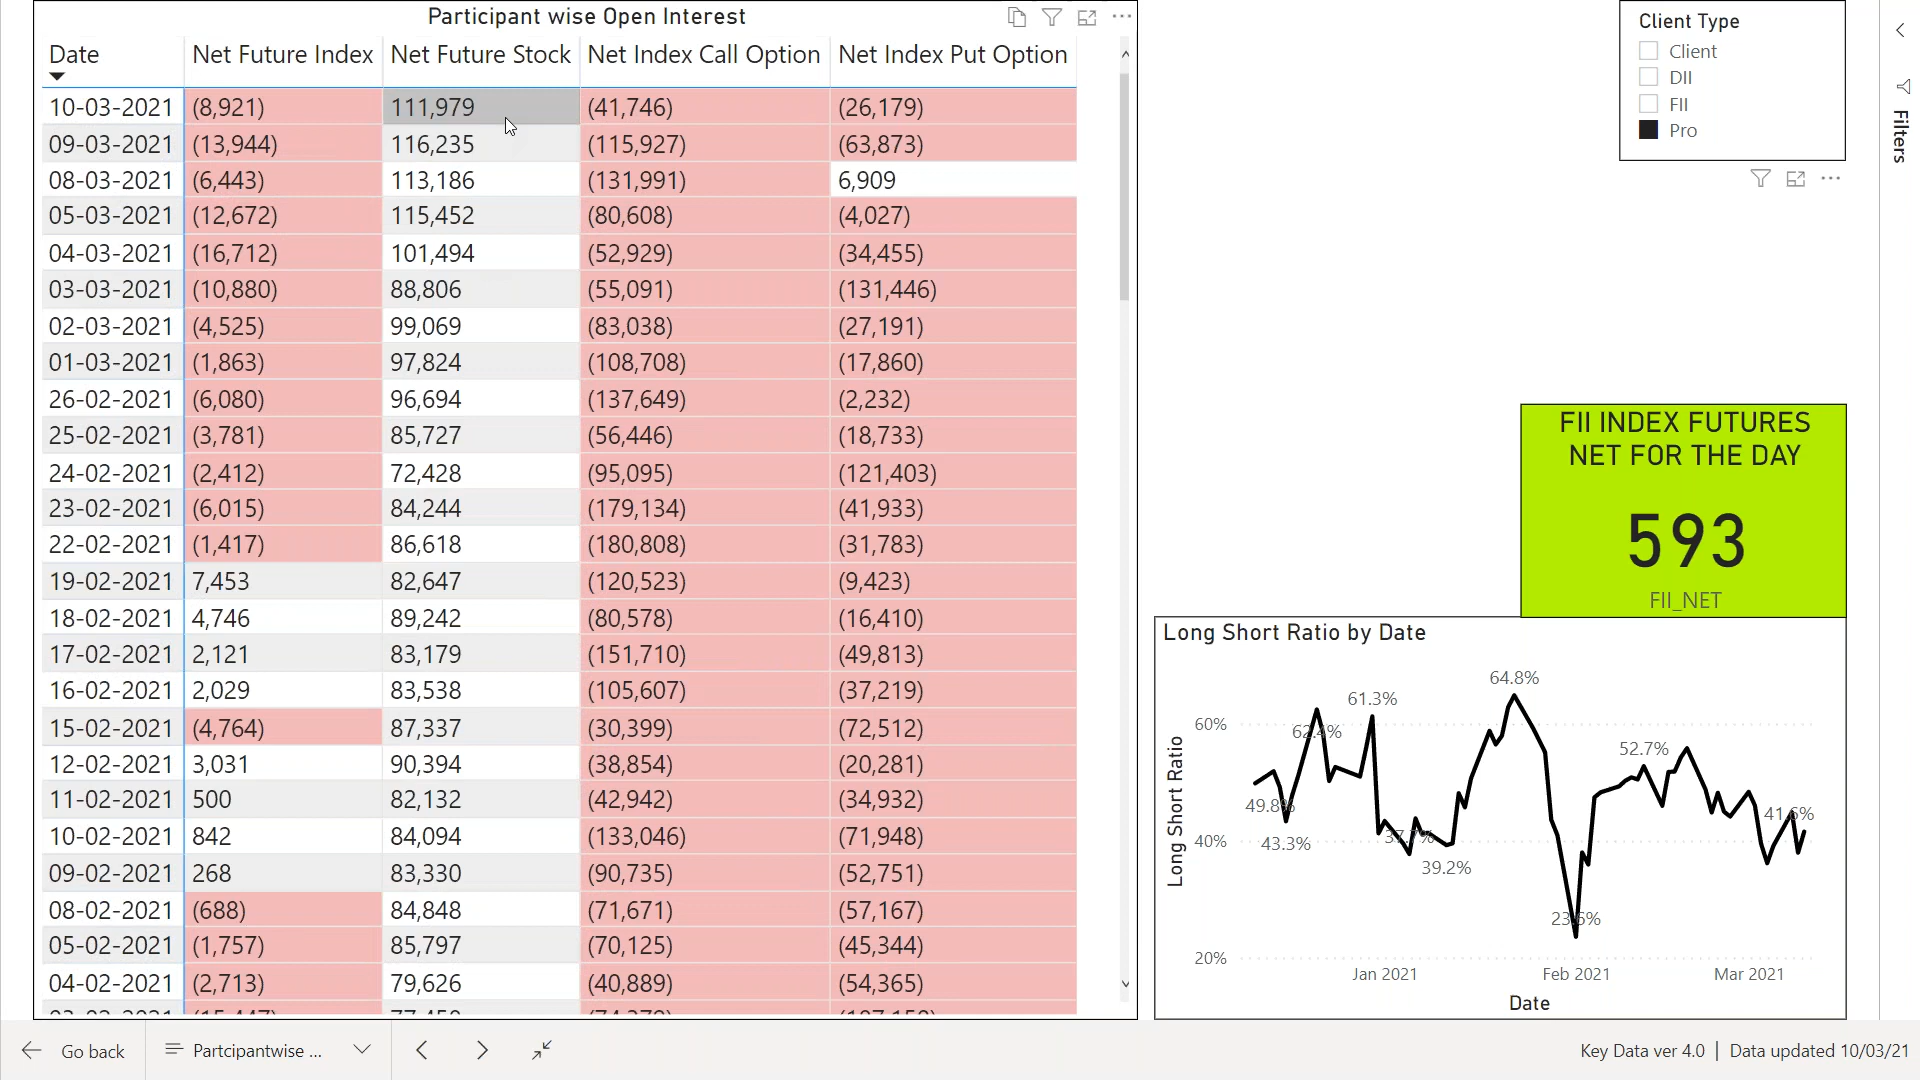 Participant wise Open Interest
Date Net Future Index Net Future Stock Net Index Call Option Net Index Put Option
10-03-2021 (8,921) 111,979 (41,746) (26,179)
09-03-2021 (13,944) 116,235 (115,927) (63,873)
08-03-2021 (6,443) 113,186 (131,991) 6,909
05-03-2021 (12,672) 115,452 (80,608) (4,027)
04-03-2021 (16,712) 101,494 (52,929) (34,455)
03-03-2021 (10,880) 88,806 (55,091) (131,446)
02-03-2021 (4,525) 99,069 (83,038) (27,191)
01-03-2021 (1,863) 97,824 (108,708) (17,860)
26-02-2021 (6,080) 96,694 (137,649) (2,232)
25-02-2021 (3,781) 85,727 (56,446) (18,733)
24-02-2021 (2,412) 72,428 (95,095) (121,403)
23-02-2021 (6,015) 84,244 (179,134) (41,933)
22-02-2021 (1,417) 86,618 (180,808) (31,783)
19-02-2021 7,453 82,647 (120,523) (9,423)
18-02-2021 4,746 89,242 (80,578) (16,410)
17-02-2021 2,121 83,179 (151,710) (49,813)
16-02-2021 2,029 83,538 (105,607) (37,219)
15-02-2021 (4,764) 87,337 (30,399) (72,512)
12-02-2021 3,031 90,394 (38,854) (20,281)
11-02-2021 500 82,132 (42,942) (34,932)
10-02-2021 842 84,094 (133,046) (71,948)
09-02-2021 268 83,330 (90,735) (52,751)
08-02-2021 (688) 84,848 (71,671) (57,167)
05-02-2021 (1,757) 85,797 (70,125) (45,344)
04-02-2021 (2,713) 79,626 (40,889) (54,365)
Client Type
Client
DII
FII
Pro
Filters
FII INDEX FUTURES
NET FOR THE DAY
593
FII_NET
Long Short Ratio by Date
Long Short Ratio
60%
40%
20%
49.8%
43.3%
62.4%
61.3%
37.7%
39.2%
64.8%
23.6%
52.7%
41.6%
Jan 2021 Feb 2021 Mar 2021
Date
Go back
Partcipantwise ...
Key Data ver 4.0 | Data updated 10/03/21